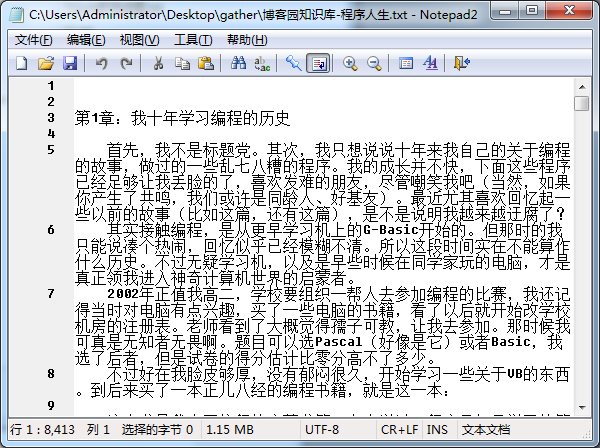 C:\Users\Administrator\Desktop\gather\博客园知识库-程序人生.txt - Notepad2
文件(F) 编辑(E) 视图(V) 工具(T) 帮助(H)
1
2
3 第1章：我十年学习编程的历史
4
5 首先，我不是标题党。其次，我只想说说十年来我自己的关于编程
的故事，做过的一些乱七八糟的程序。我的成长并不快，下面这些程序
已经足够让我丢脸的了，喜欢发难的朋友，尽管嘲笑我吧（当然，如果
你产生了共鸣，我们或许是同龄人、好基友）。最近尤其喜欢回忆起一
些以前的故事（比如这篇，还有这篇），是不是说明我越来越迂腐了？
6 其实接触编程，是从更早学习机上的G-Basic开始的。但那时的我
只能说凑个热闹，回忆似乎已经模糊不清。所以这段时间实在不能算作
什么历史。不过无疑学习机，以及是早些时候在同学家玩的电脑，才是
真正领我进入神奇计算机世界的启蒙者。
7 2002年正值我高二，学校要组织一帮人去参加编程的比赛，我还记
得当时对电脑有点兴趣，买了一些电脑的书籍，看了以后就开始改学校
机房的注册表。老师看到了大概觉得孺子可教，让我去参加。那时候我
可真是无知者无畏啊。题目可以选Pascal（好像是它）或者Basic，我
选了后者，但是试卷的得分估计比零分高不了多少。
8 不过好在我脸皮够厚，没有郁闷很久，开始学习一些关于VB的东西
。到后来买了一本正儿八经的编程书籍，就是这一本：
9
行 1 : 8,413 列 1 选择的字节 0 1.15 MB UTF-8 CR+LF INS 文本文档